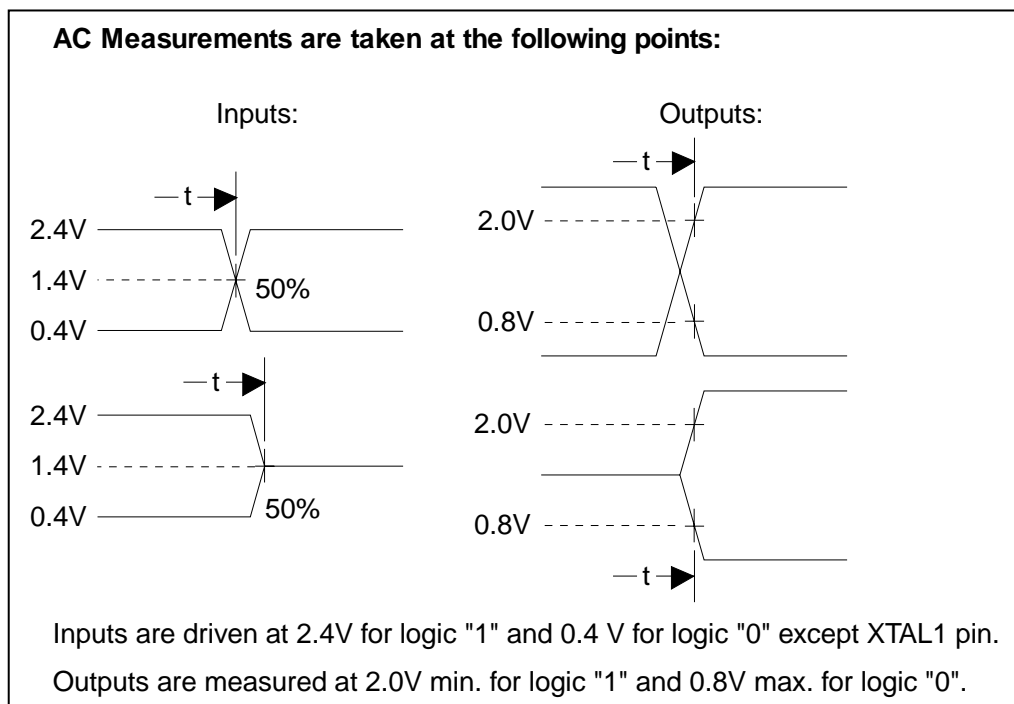 AC Measurements are taken at the following points:
Inputs:
Outputs:
t
2.4V
1.4V
50%
0.4V
t
2.4V
1.4V
0.4V
50%
t
2.0V
0.8V
2.0V
0.8V
t
Inputs are driven at 2.4V for logic "1" and 0.4 V for logic "0" except XTAL1 pin.
Outputs are measured at 2.0V min. for logic "1" and 0.8V max. for logic "0".